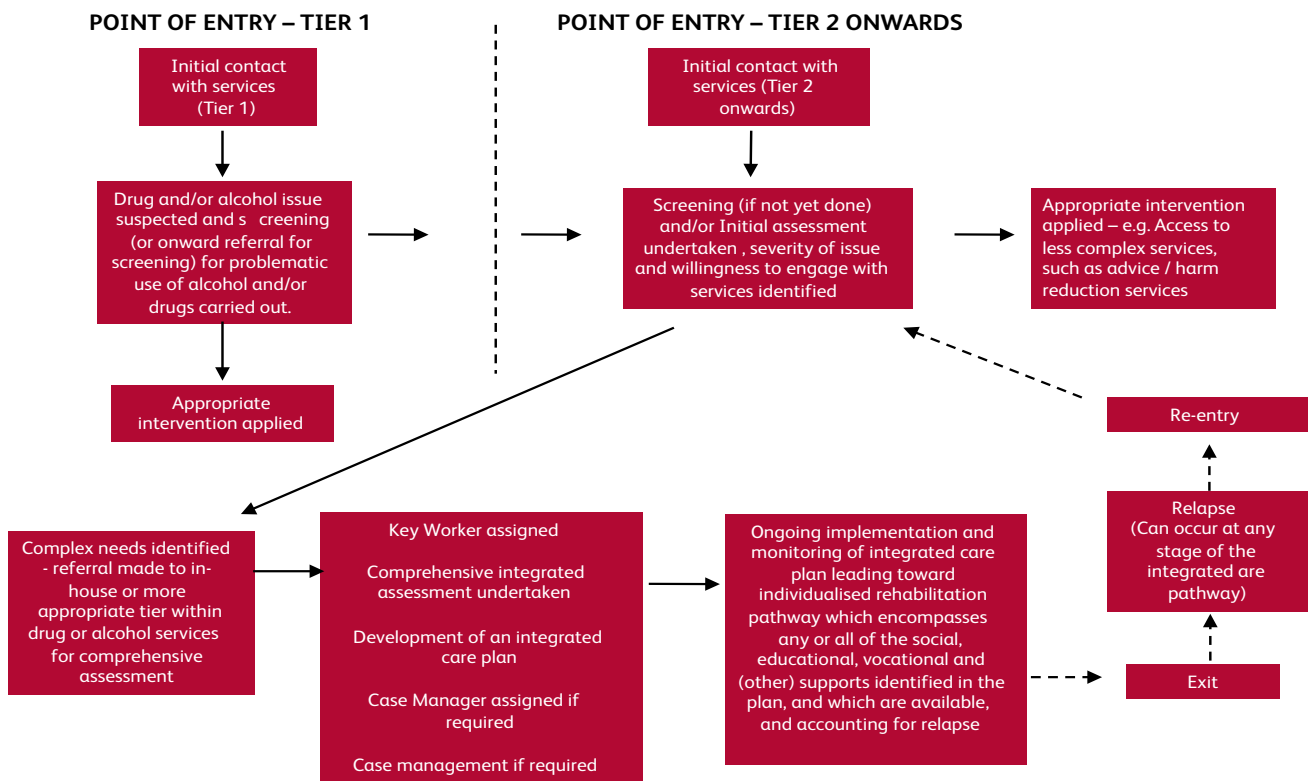 POINT OF ENTRY – TIER 1
POINT OF ENTRY – TIER 2 ONWARDS
Initial contact
with services
(Tier 1)
Initial contact with
services (Tier 2
onwards)
Drug and/or alcohol issue
suspected and s creening
(or onward referral for
screening) for problematic
use of alcohol and/or
drugs carried out.
Screening (if not yet done)
and/or Initial assessment
undertaken , severity of issue
and willingness to engage with
services identified
Appropriate intervention
applied – e.g. Access to
less complex services,
such as advice / harm
reduction services
Appropriate
intervention applied
Re-entry
Relapse
(Can occur at any
stage of the
integrated are
pathway)
Exit
Complex needs identified
- referral made to in-
house or more
appropriate tier within
drug or alcohol services
for comprehensive
assessment
Key Worker assigned
Comprehensive integrated
assessment undertaken
Development of an integrated
care plan
Case Manager assigned if
required
Case management if required
Ongoing implementation and
monitoring of integrated care
plan leading toward
individualised rehabilitation
pathway which encompasses
any or all of the social,
educational, vocational and
(other) supports identified in the
plan, and which are available,
and accounting for relapse